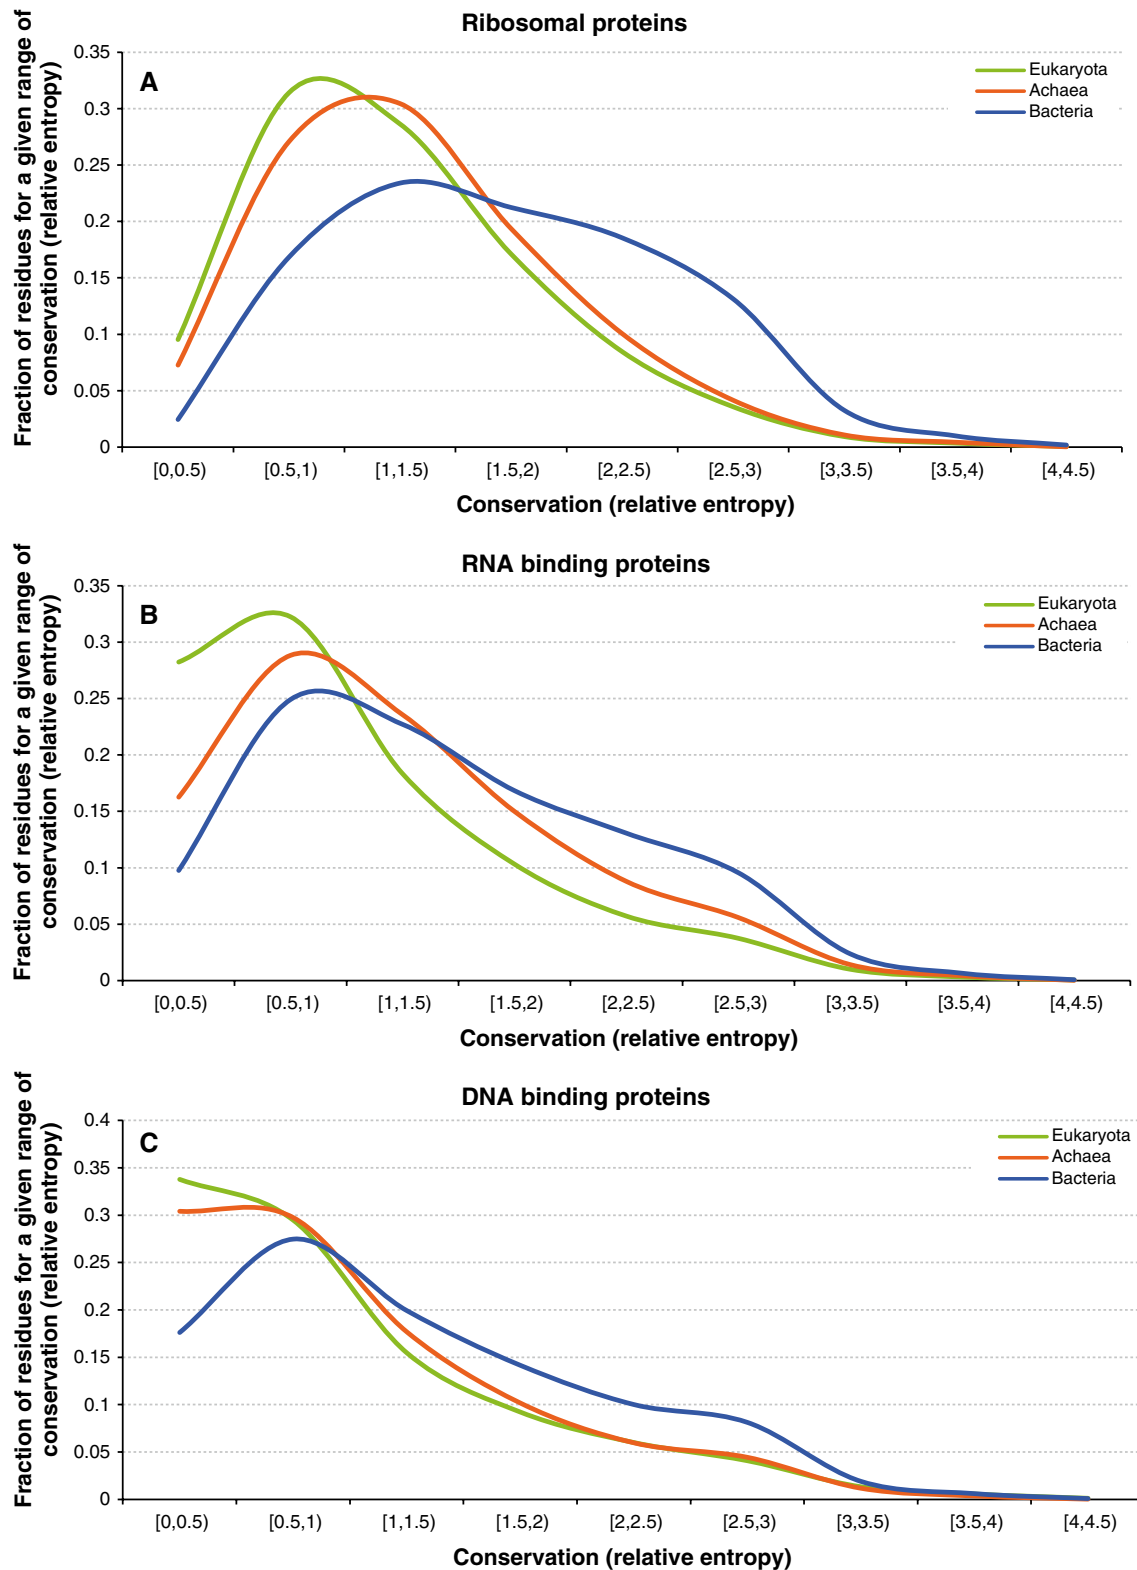 Ribosomal proteins
A
Fraction of residues for a given range of
conservation (relative entropy)
0.35
0.3
0.25
0.2
0.15
0.1
0.05
0
Eukaryota
Achaea
Bacteria
[0,0.5) [0.5,1) [1,1.5) [1.5,2) [2,2.5) [2.5,3) [3,3.5) [3.5,4) [4,4.5)
Conservation (relative entropy)
RNA binding proteins
B
Fraction of residues for a given range of
conservation (relative entropy)
0.35
0.3
0.25
0.2
0.15
0.1
0.05
0
Eukaryota
Achaea
Bacteria
[0,0.5) [0.5,1) [1,1.5) [1.5,2) [2,2.5) [2.5,3) [3,3.5) [3.5,4) [4,4.5)
Conservation (relative entropy)
DNA binding proteins
C
Fraction of residues for a given range of
conservation (relative entropy)
0.4
0.35
0.3
0.25
0.2
0.15
0.1
0.05
0
Eukaryota
Achaea
Bacteria
[0,0.5) [0.5,1) [1,1.5) [1.5,2) [2,2.5) [2.5,3) [3,3.5) [3.5,4) [4,4.5)
Conservation (relative entropy)